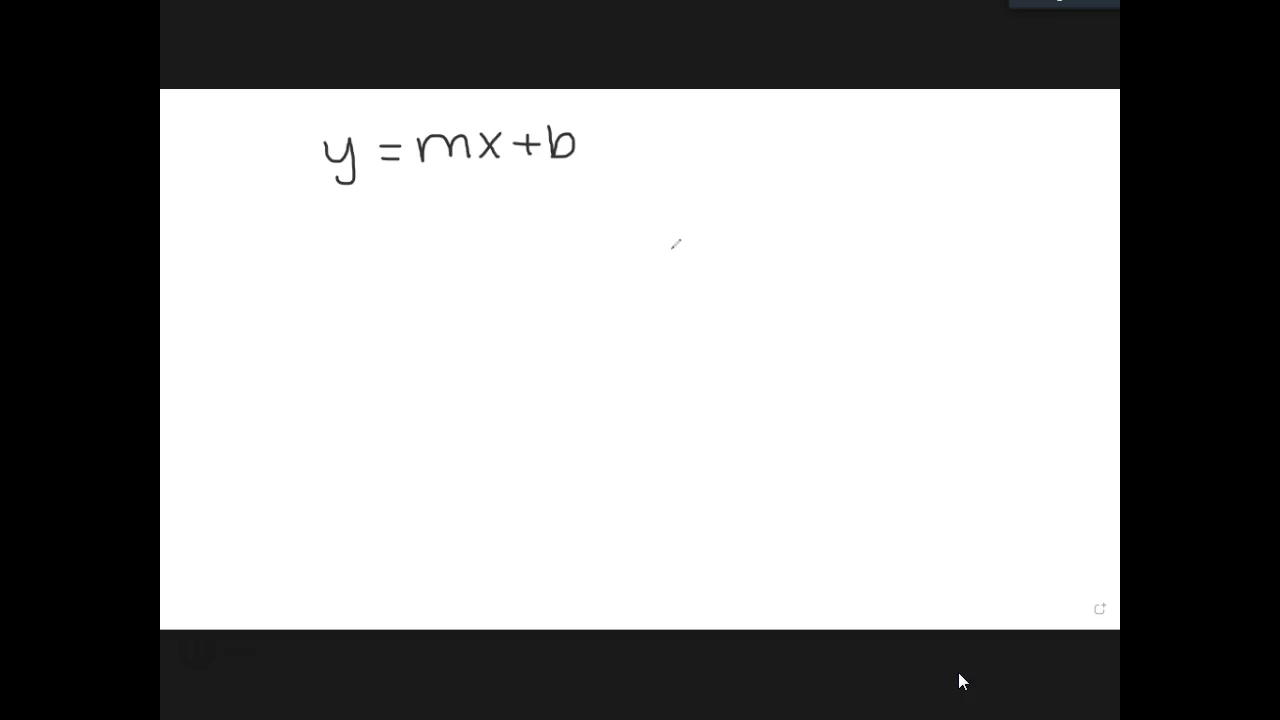 y = mx + b